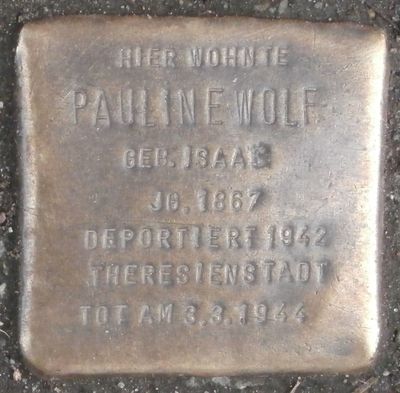 HIER WOHNTE
PAULINE WOLF
GEB. ISAAC
JG. 1867
DEPORTIERT 1942
THERESIENSTADT
TOT AM 3.3.1944